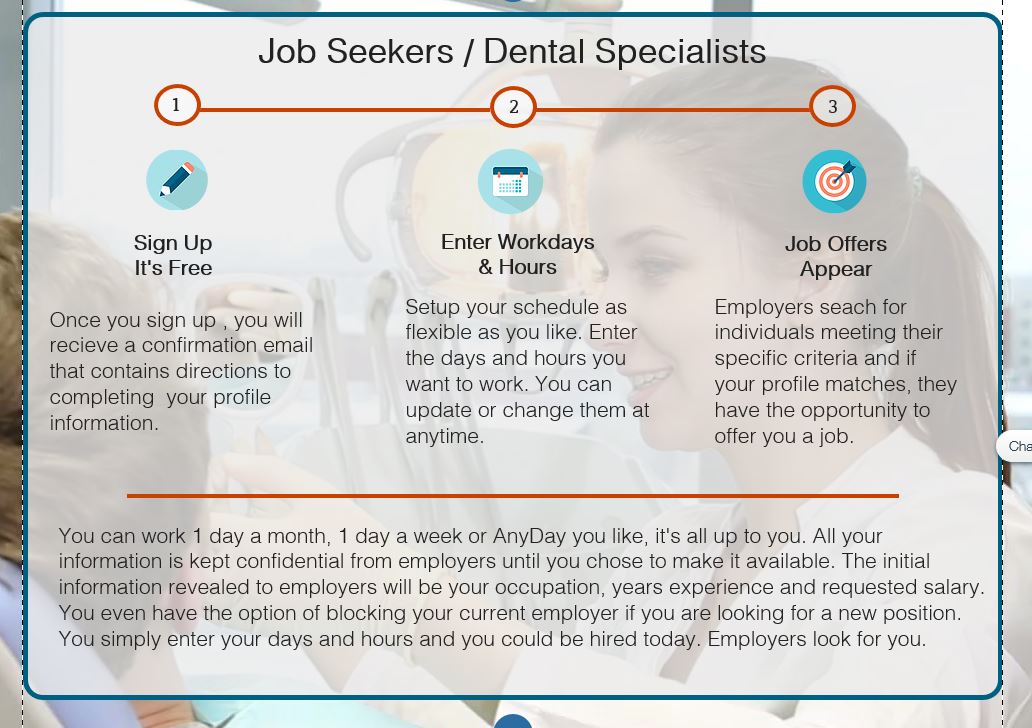 Job Seekers / Dental Specialists
1
2
3
Sign Up
It's Free
Once you sign up , you will
recieve a confirmation email
that contains directions to
completing your profile
information.
Enter Workdays
& Hours
Setup your schedule as
flexible as you like. Enter
the days and hours you
want to work. You can
update or change them at
anytime.
Job Offers
Appear
Employers seach for
individuals meeting their
specific criteria and if
your profile matches, they
have the opportunity to
offer you a job.
You can work 1 day a month, 1 day a week or AnyDay you like, it's all up to you. All your
information is kept confidential from employers until you chose to make it available. The initial
information revealed to employers will be your occupation, years experience and requested salary.
You even have the option of blocking your current employer if you are looking for a new position.
You simply enter your days and hours and you could be hired today. Employers look for you.
Cha